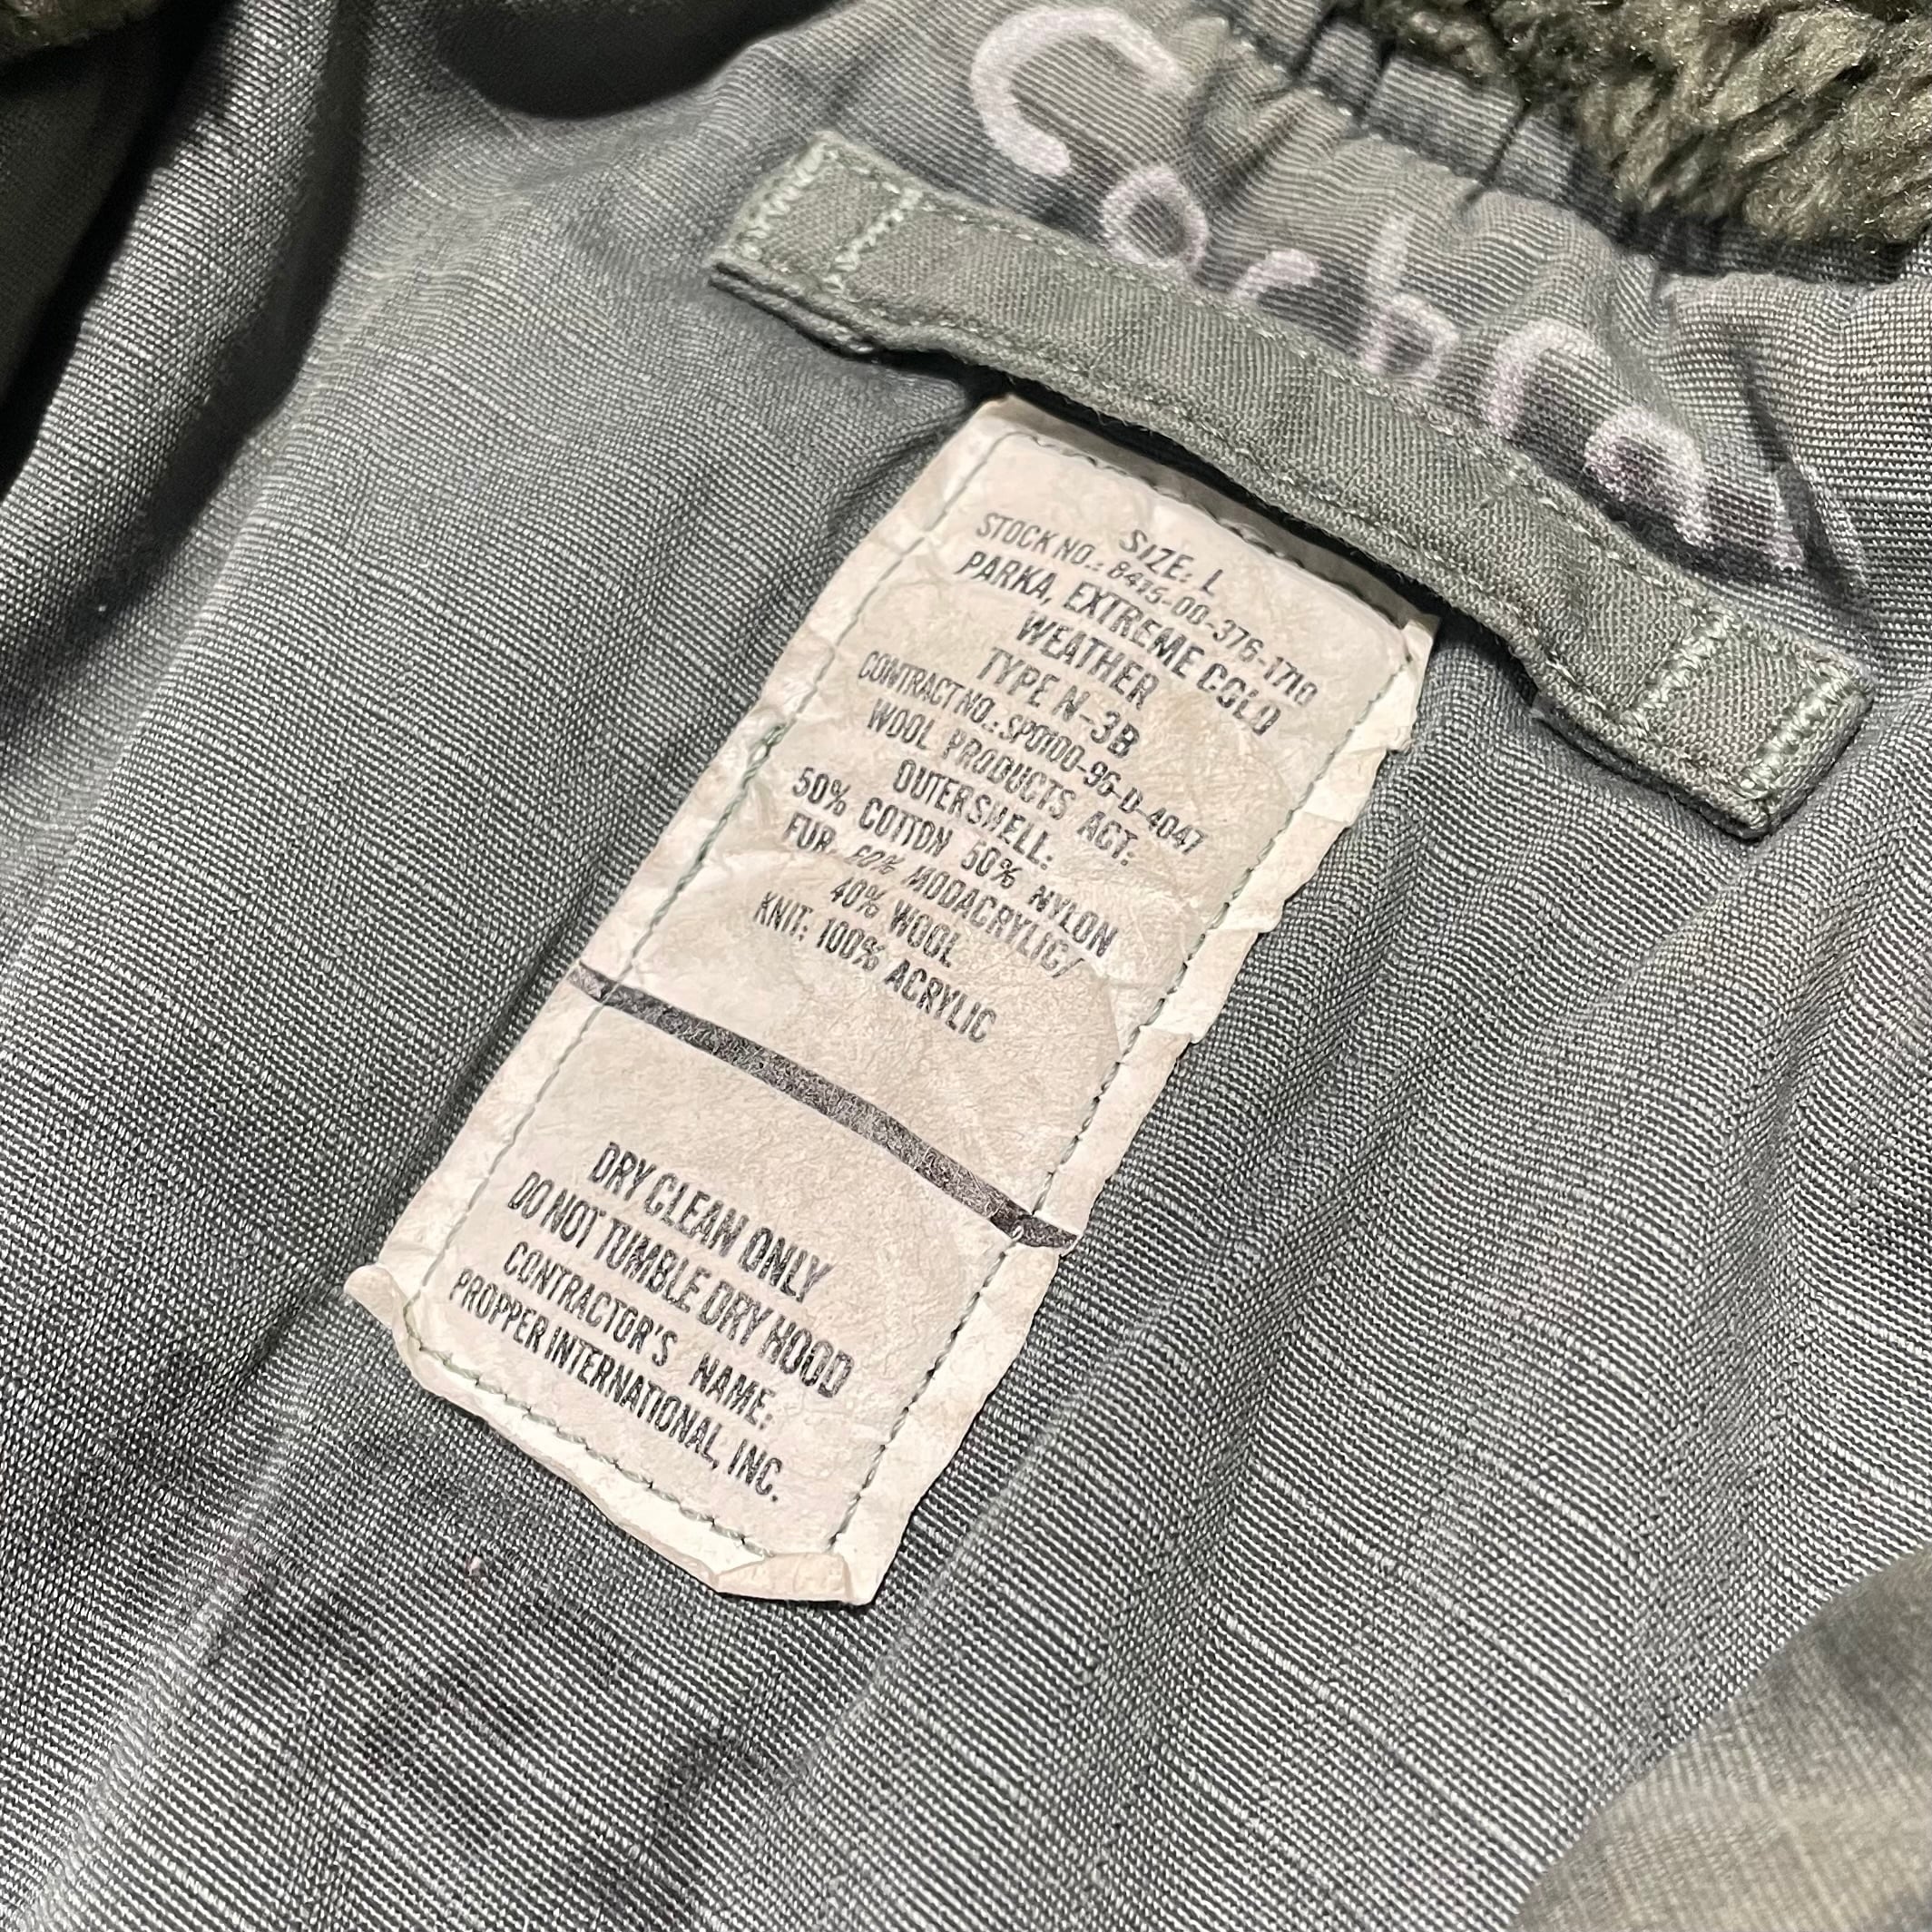 Cochran
SIZE: L
STOCK NO.: 8415-00-376-1710
PARKA, EXTREME COLD
WEATHER
TYPE N-3B
CONTRACT NO.: SP0100-96-D-4047
WOOL PRODUCTS ACT:
OUTERSHELL:
50% COTTON 50% NYLON
FUR 60% MODACRYLIC/
40% WOOL
KNIT: 100% ACRYLIC
DRY CLEAN ONLY
DO NOT TUMBLE DRY HOOD
CONTRACTOR'S NAME:
PROPPER INTERNATIONAL, INC.